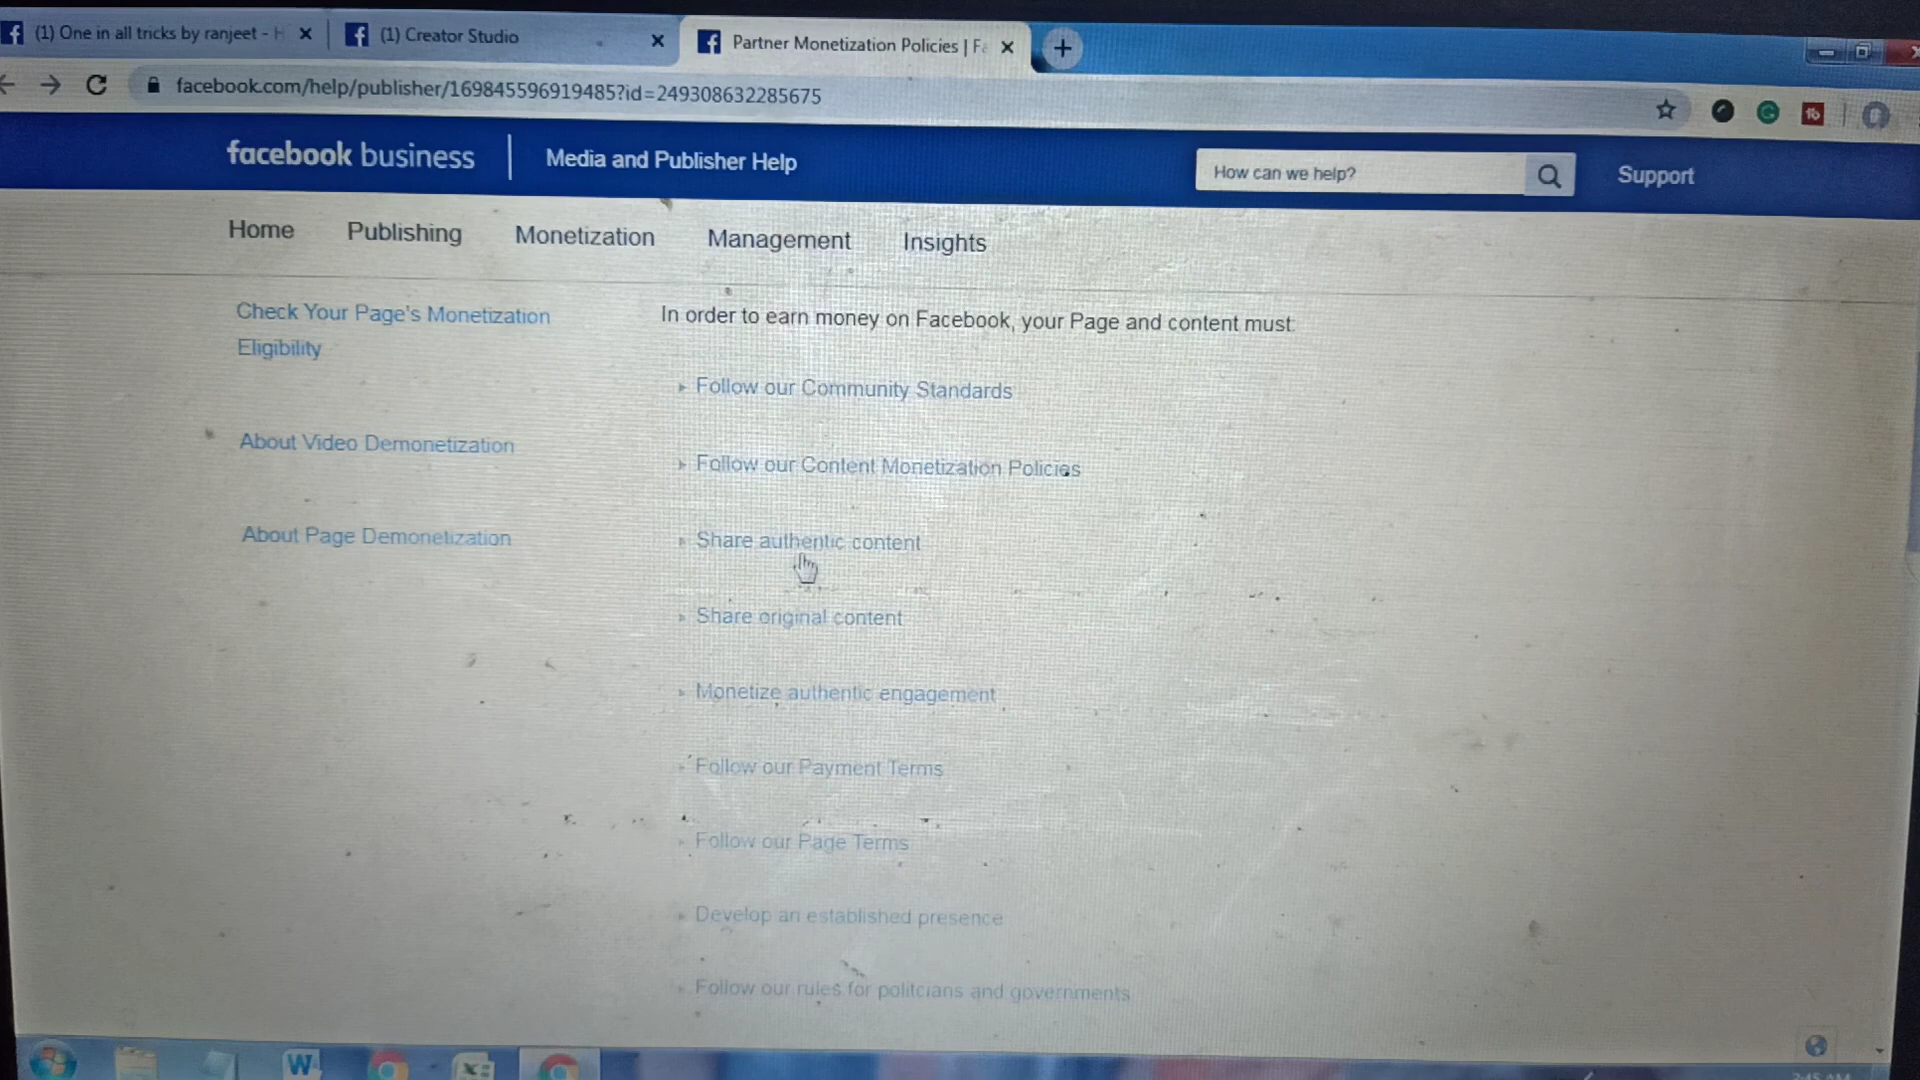 (1) One in all tricks by ranjeet - H
(1) Creator Studio
Partner Monetization Policies | Fa
facebook.com/help/publisher/169845596919485?id=249308632285675
facebook business
Media and Publisher Help
How can we help?
Support
Home
Publishing
Monetization
Management
Insights
Check Your Page's Monetization
Eligibility
About Video Demonetization
About Page Demonetization
In order to earn money on Facebook, your Page and content must:
Follow our Community Standards
Follow our Content Monetization Policies
Share authentic content
Share original content
Monetize authentic engagement
Follow our Payment Terms
Follow our Page Terms
Develop an established presence
Follow our rules for politcians and governments